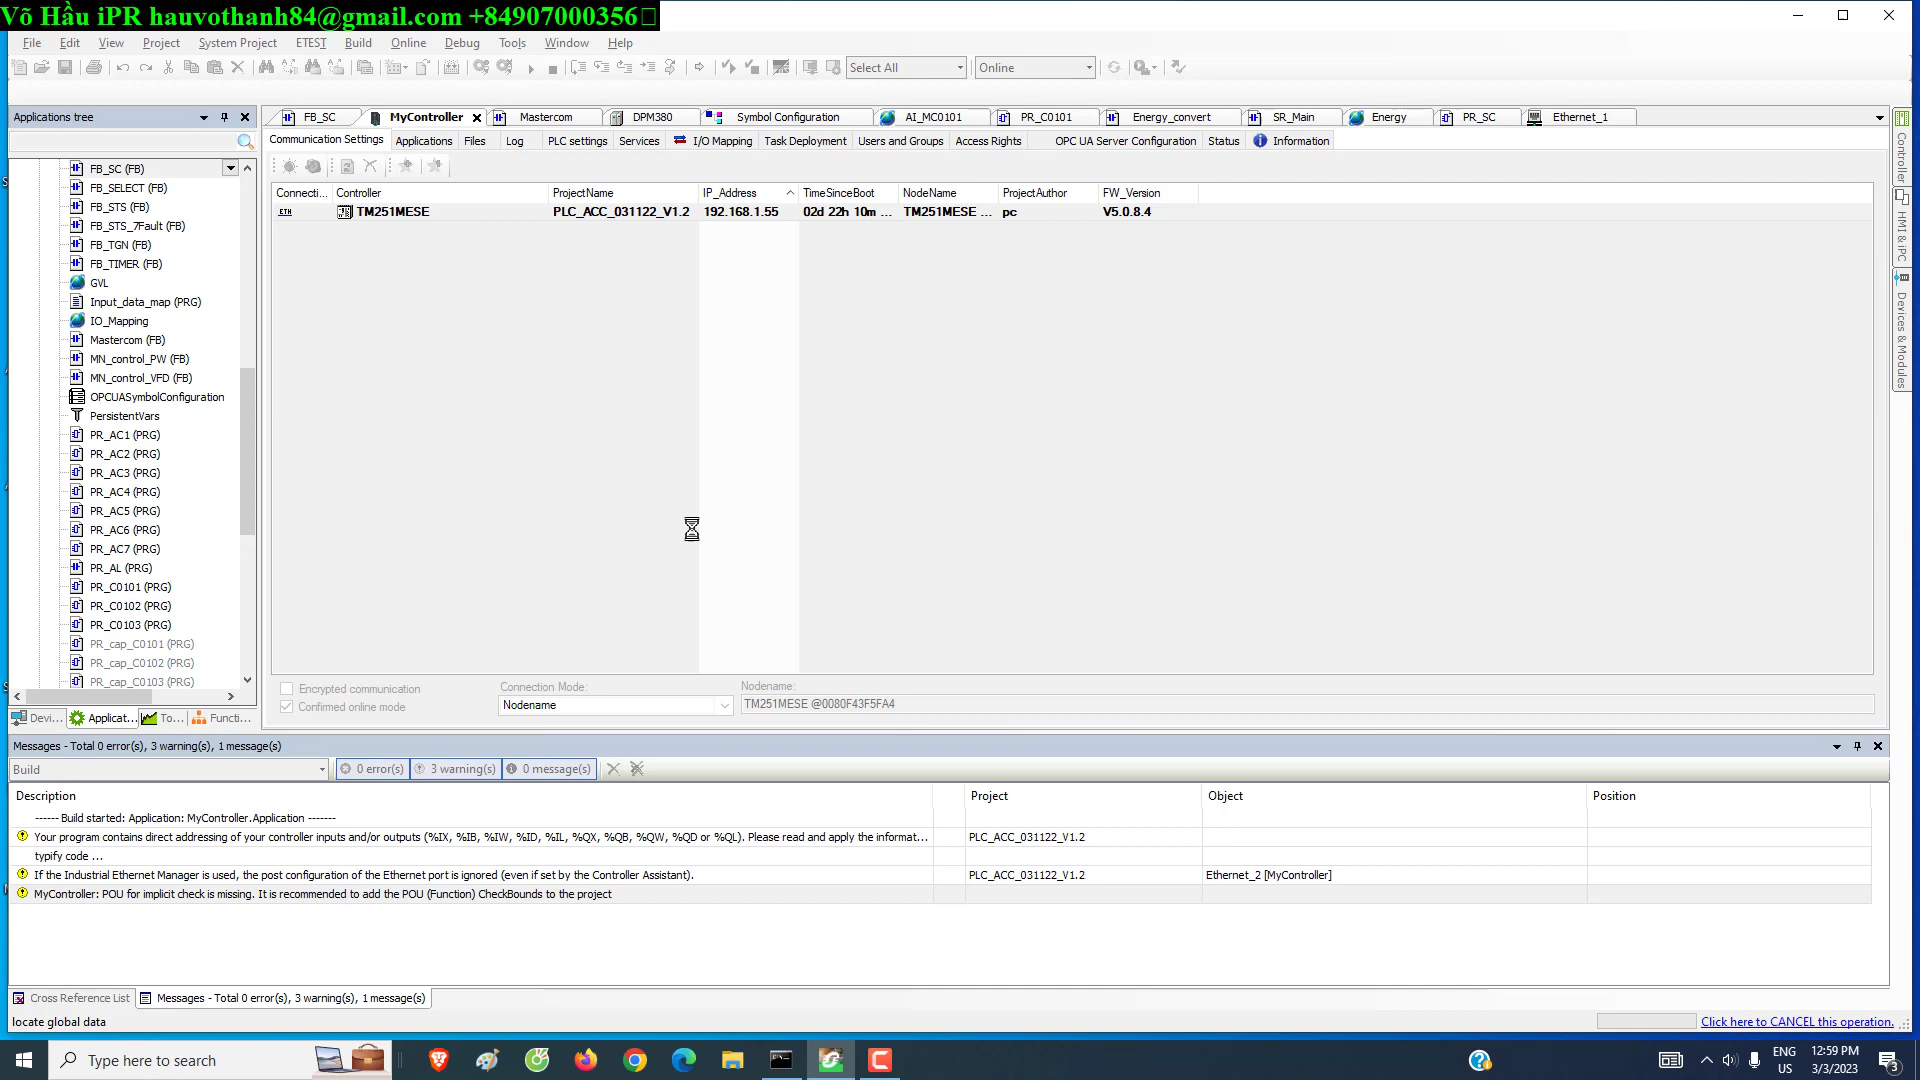 Võ Hầu iPR hauvothanh84@gmail.com +84907000356
File Edit View Project System Project ETEST Build Online Debug Tools Window Help
Select All Online
Applications tree
FB_SC MyController Mastercom DPM380 Symbol Configuration AI_MC0101 PR_C0101 Energy_convert SR_Main Energy PR_SC Ethernet_1
Communication Settings Applications Files Log PLC settings Services I/O Mapping Task Deployment Users and Groups Access Rights OPC UA Server Configuration Status Information
Connecti... Controller ProjectName IP_Address TimeSinceBoot NodeName ProjectAuthor FW_Version
ETH TM251MESE PLC_ACC_031122_V1.2 192.168.1.55 02d 22h 10m ... TM251MESE ... pc V5.0.8.4
FB_SC (FB)
FB_SELECT (FB)
FB_STS (FB)
FB_STS_7Fault (FB)
FB_TGN (FB)
FB_TIMER (FB)
GVL
Input_data_map (PRG)
IO_Mapping
Mastercom (FB)
MN_control_PW (FB)
MN_control_VFD (FB)
OPCUASymbolConfiguration
PersistentVars
PR_AC1 (PRG)
PR_AC2 (PRG)
PR_AC3 (PRG)
PR_AC4 (PRG)
PR_AC5 (PRG)
PR_AC6 (PRG)
PR_AC7 (PRG)
PR_AL (PRG)
PR_C0101 (PRG)
PR_C0102 (PRG)
PR_C0103 (PRG)
PR_cap_C0101 (PRG)
PR_cap_C0102 (PRG)
PR_cap_C0103 (PRG)
Controller
HMI & iPC
Devices & Modules
Encrypted communication
Confirmed online mode
Connection Mode:
Nodename
Nodename:
TM251MESE @0080F43F5FA4
Devi... Applicat... To... Functi...
Messages - Total 0 error(s), 3 warning(s), 1 message(s)
Build 0 error(s) 3 warning(s) 0 message(s)
Description Project Object Position
------ Build started: Application: MyController.Application -------
Your program contains direct addressing of your controller inputs and/or outputs (%IX, %IB, %IW, %ID, %IL, %QX, %QB, %QW, %QD or %QL). Please read and apply the informat... PLC_ACC_031122_V1.2
typify code ...
If the Industrial Ethernet Manager is used, the post configuration of the Ethernet port is ignored (even if set by the Controller Assistant). PLC_ACC_031122_V1.2 Ethernet_2 [MyController]
MyController: POU for implicit check is missing. It is recommended to add the POU (Function) CheckBounds to the project
Cross Reference List Messages - Total 0 error(s), 3 warning(s), 1 message(s)
locate global data Click here to CANCEL this operation.
Type here to search
ENG
US
12:59 PM
3/3/2023
3